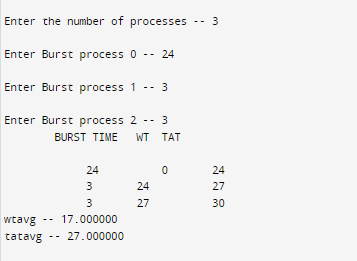 Enter the number of processes -- 3
Enter Burst process 0 -- 24
Enter Burst process 1 -- 3
Enter Burst process 2 -- 3
BURST TIME WT TAT
24 0 24
3 24 27
3 27 30
wtavg -- 17.000000
tatavg -- 27.000000